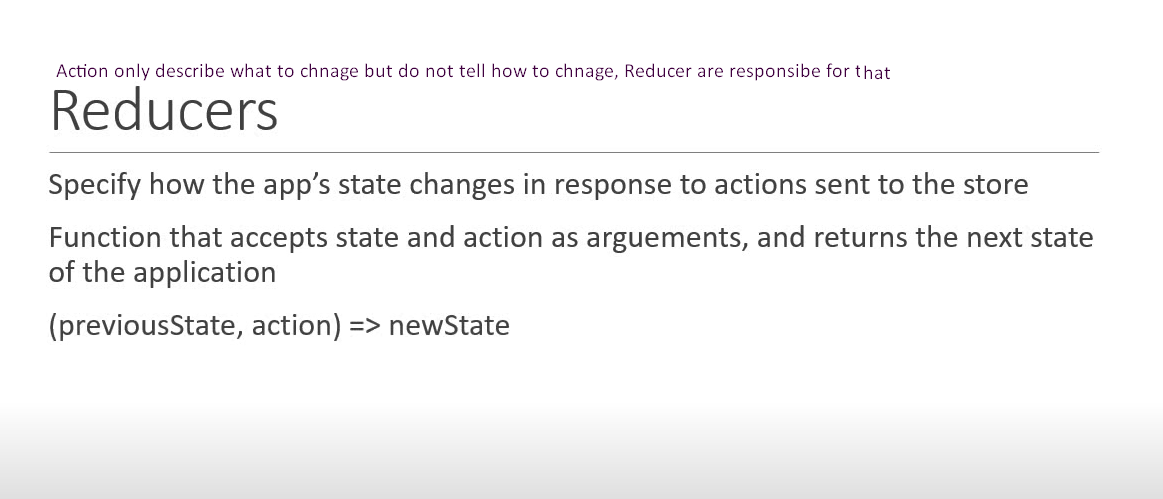 Action only describe what to chnage but do not tell how to chnage, Reducer are responsibe for that
Reducers
Specify how the app’s state changes in response to actions sent to the store
Function that accepts state and action as arguements, and returns the next state
of the application
(previousState, action) => newState